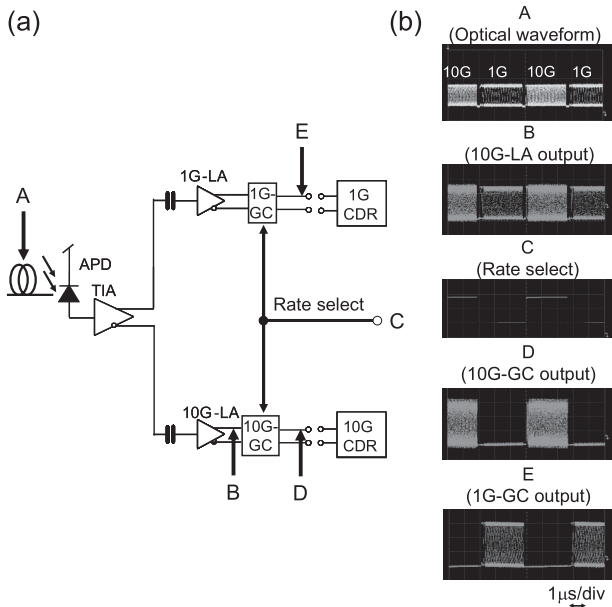 (a)
A
APD
TIA
1G-LA
1G-
GC
E
1G
CDR
Rate select
C
10G-LA
10G-
GC
10G
CDR
B
D
(b)
A
(Optical waveform)
10G 1G 10G 1G
B
(10G-LA output)
C
(Rate select)
D
(10G-GC output)
E
(1G-GC output)
1μs/div